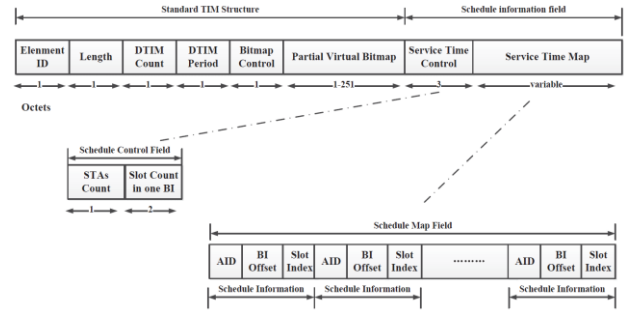 Standard TIM Structure
Schedule information field
Elenment ID
Length
DTIM Count
DTIM Period
Bitmap Control
Partial Virtual Bitmap
Service Time Control
Service Time Map
1
1
1
1
1
1-251
3
variable
Octets
Schedule Control Field
STAs Count
Slot Count in one BI
1
2
Schedule Map Field
AID
BI Offset
Slot Index
AID
BI Offset
Slot Index
.........
AID
BI Offset
Slot Index
Schedule Information
Schedule Information
Schedule Information